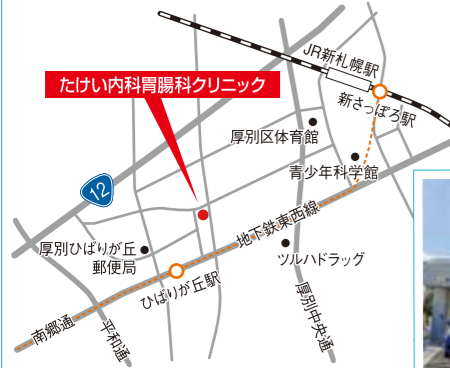 JR新札幌駅
たけい内科胃腸科クリニック
新さっぽろ駅
厚別区体育館
青少年科学館
12
地下鉄東西線
厚別ひばりが丘
郵便局
ツルハドラッグ
ひばりが丘駅
南郷通
平和通
厚別中央通